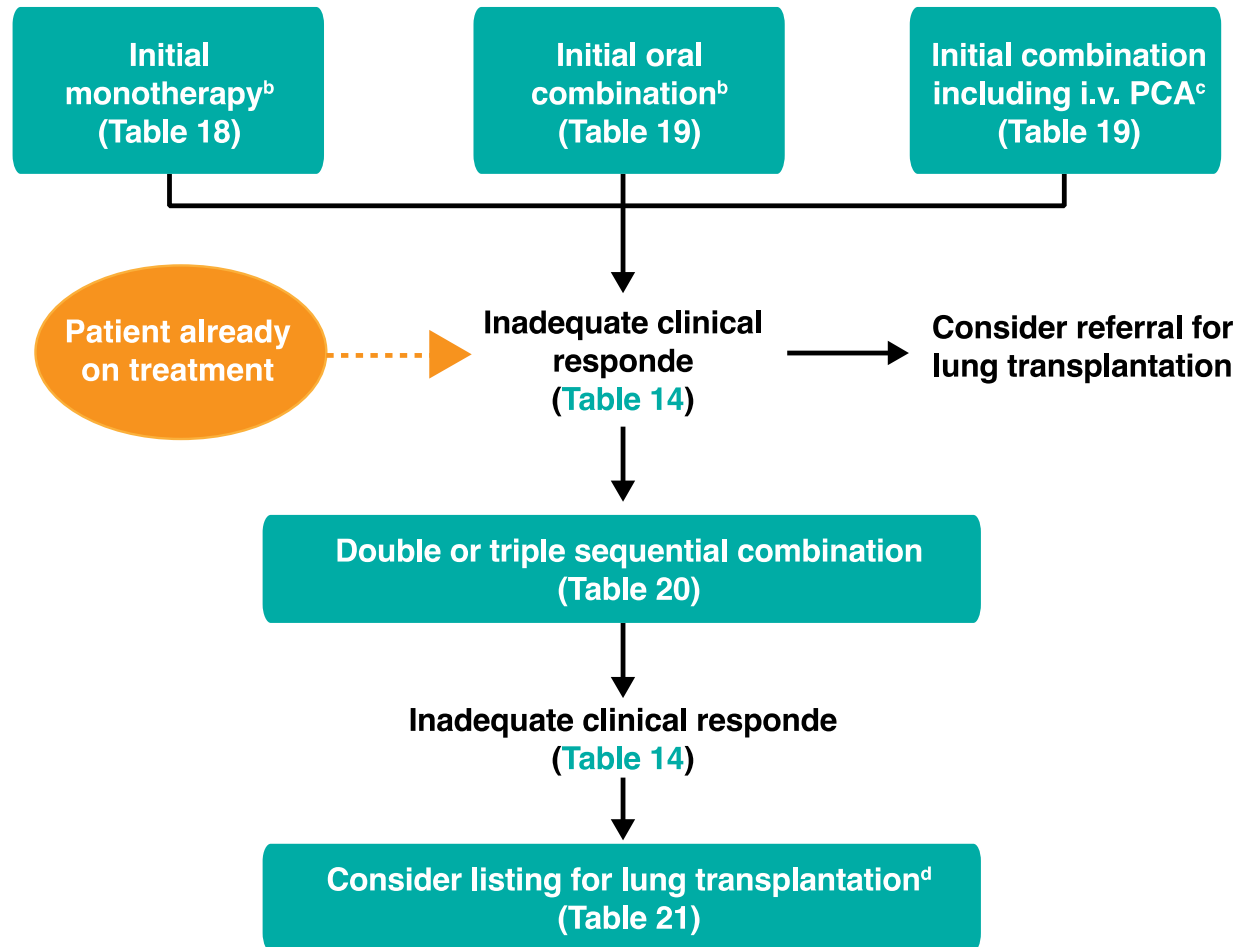 Initial
monotherapyᵇ
(Table 18)
Initial oral
combinationᵇ
(Table 19)
Initial combination
including i.v. PCAᶜ
(Table 19)
Patient already
on treatment
Inadequate clinical
responde
(Table 14)
Consider referral for
lung transplantation
Double or triple sequential combination
(Table 20)
Inadequate clinical responde
(Table 14)
Consider listing for lung transplantationᵈ
(Table 21)